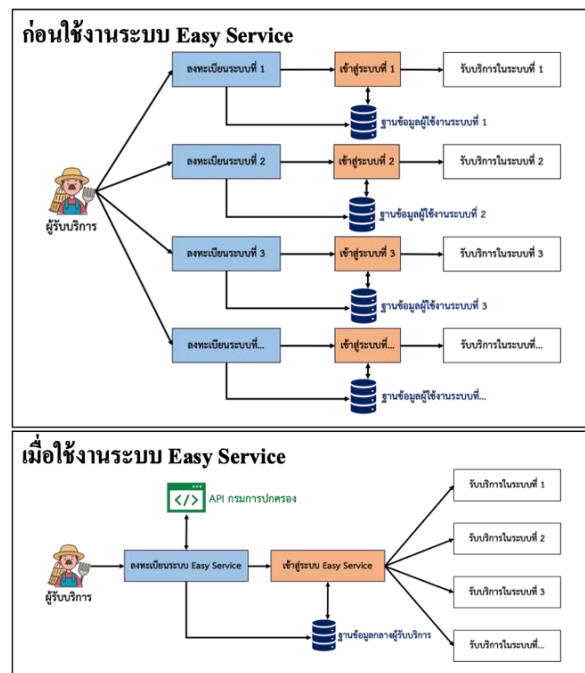 ก่อนใช้งานระบบ Easy Service
ลงทะเบียนระบบที่ 1
เข้าสู่ระบบที่ 1
รับบริการในระบบที่ 1
ฐานข้อมูลผู้ใช้งานระบบที่ 1
ลงทะเบียนระบบที่ 2
เข้าสู่ระบบที่ 2
รับบริการในระบบที่ 2
ฐานข้อมูลผู้ใช้งานระบบที่ 2
ผู้รับบริการ
ลงทะเบียนระบบที่ 3
เข้าสู่ระบบที่ 3
รับบริการในระบบที่ 3
ฐานข้อมูลผู้ใช้งานระบบที่ 3
ลงทะเบียนระบบที่...
เข้าสู่ระบบที่...
รับบริการในระบบที่...
ฐานข้อมูลผู้ใช้งานระบบที่...
เมื่อใช้งานระบบ Easy Service
API กรมการปกครอง
รับบริการในระบบที่ 1
รับบริการในระบบที่ 2
ลงทะเบียนระบบ Easy Service
เข้าสู่ระบบ Easy Service
ผู้รับบริการ
รับบริการในระบบที่ 3
ฐานข้อมูลกลางผู้รับบริการ
รับบริการในระบบที่...